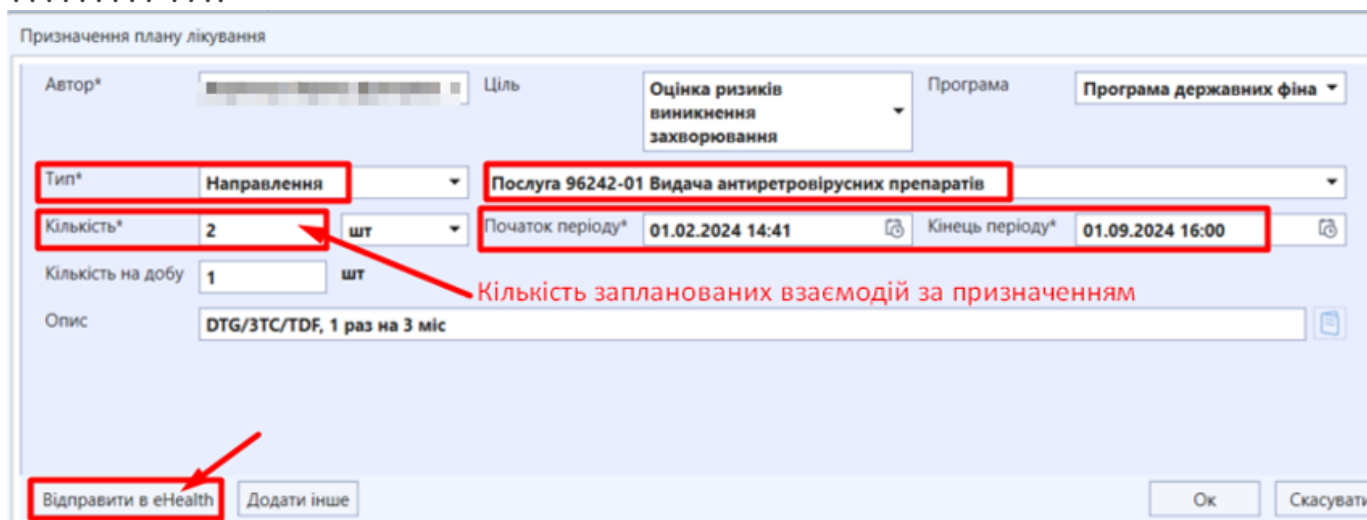 Призначення плану лікування
Автор* Ціль Оцінка ризиків виникнення захворювання Програма Програма державних фіна
Тип* Направлення Послуга 96242-01 Видача антиретровірусних препаратів
Кількість* 2 шт Початок періоду* 01.02.2024 14:41 Кінець періоду* 01.09.2024 16:00
Кількість на добу 1 шт
Кількість запланованих взаємодій за призначенням
Опис DTG/3TC/TDF, 1 раз на 3 міс
Відправити в eHealth Додати інше Ок Скасувати